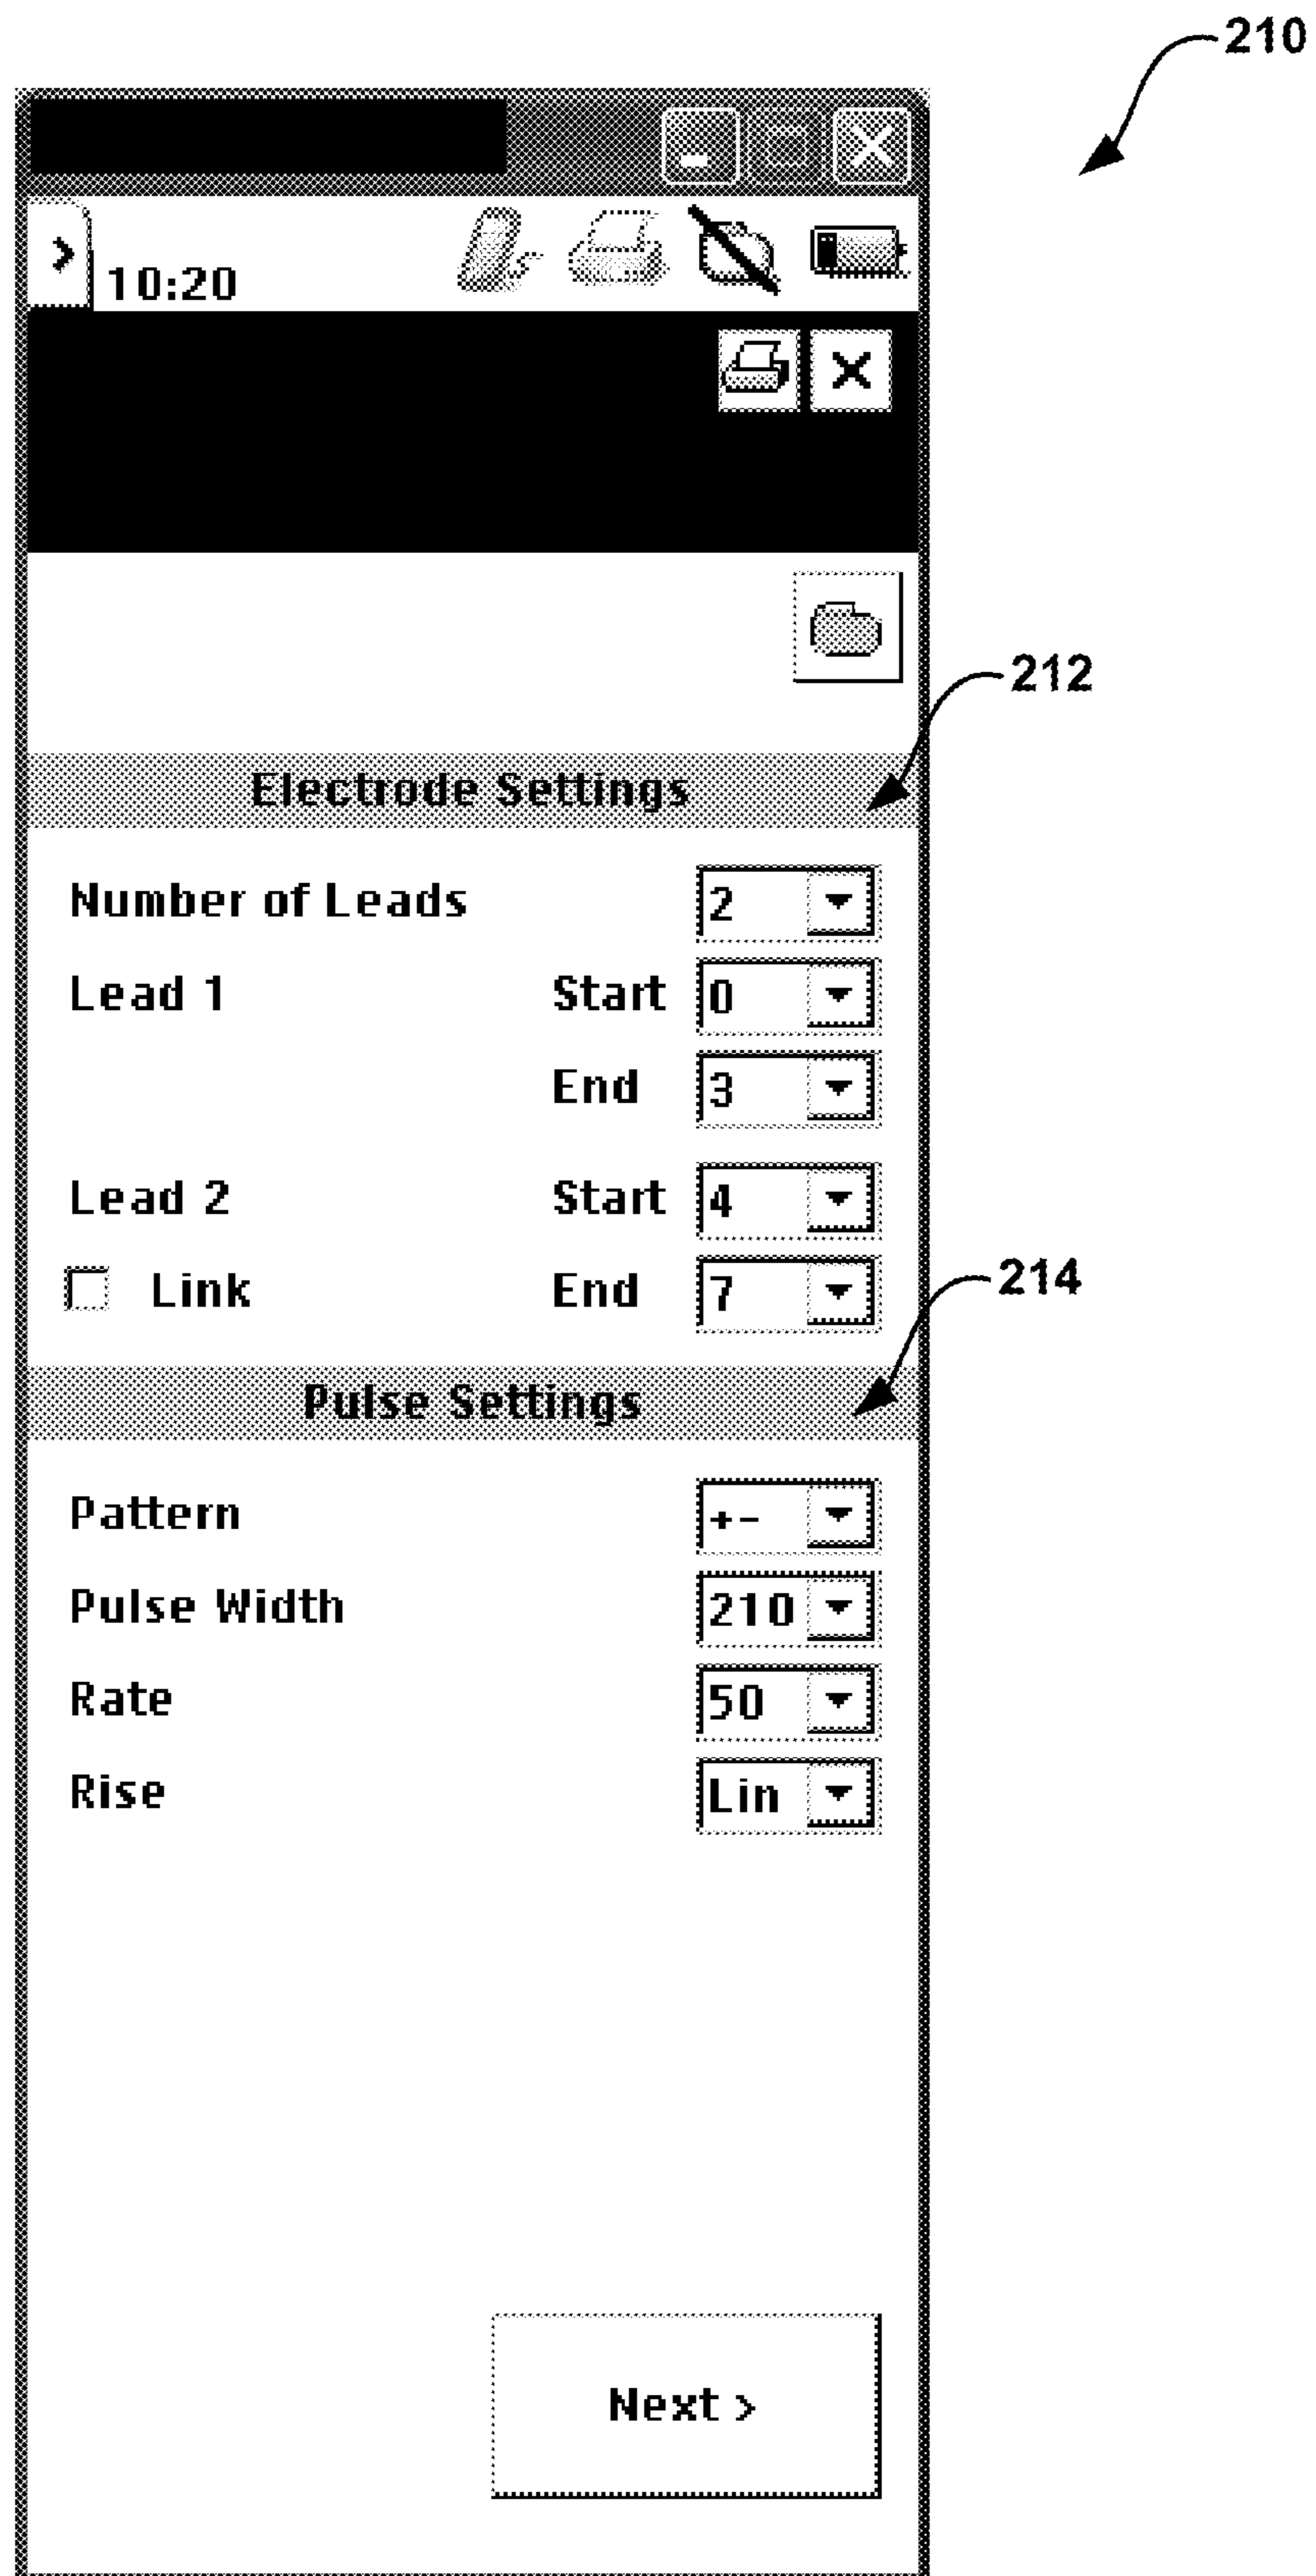 210
10:20
212
Electrode Settings
Number of Leads 2
Lead 1 Start 0
End 3
Lead 2 Start 4
Link End 7
214
Pulse Settings
Pattern +-
Pulse Width 210
Rate 50
Rise Lin
Next >